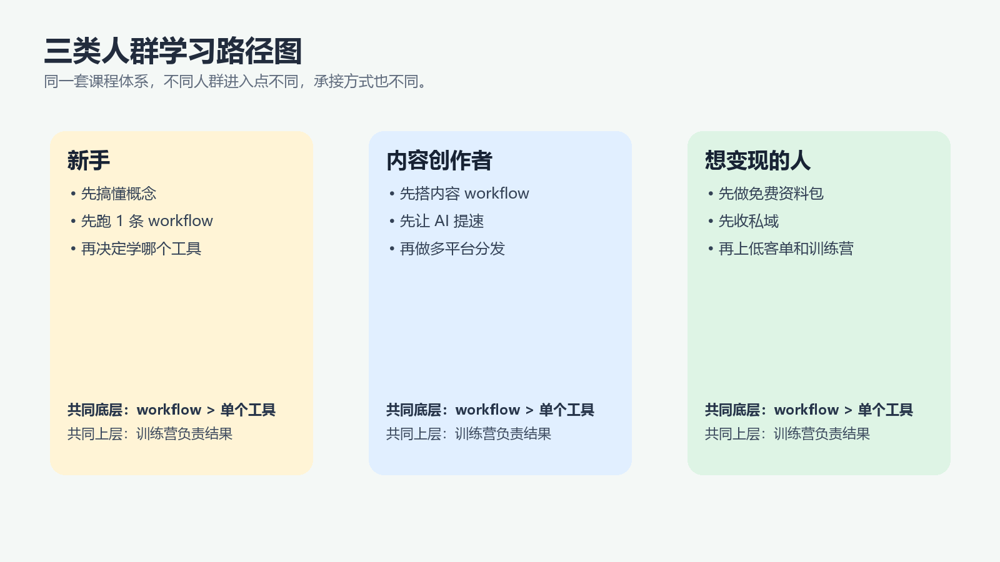 三类人群学习路径图
同一套课程体系，不同人群进入点不同，承接方式也不同。
新手
• 先搞懂概念
• 先跑 1 条 workflow
• 再决定学哪个工具
共同底层：workflow > 单个工具
共同上层：训练营负责结果
内容创作者
• 先搭内容 workflow
• 先让 AI 提速
• 再做多平台分发
共同底层：workflow > 单个工具
共同上层：训练营负责结果
想变现的人
• 先做免费资料包
• 先收私域
• 再上低客单和训练营
共同底层：workflow > 单个工具
共同上层：训练营负责结果